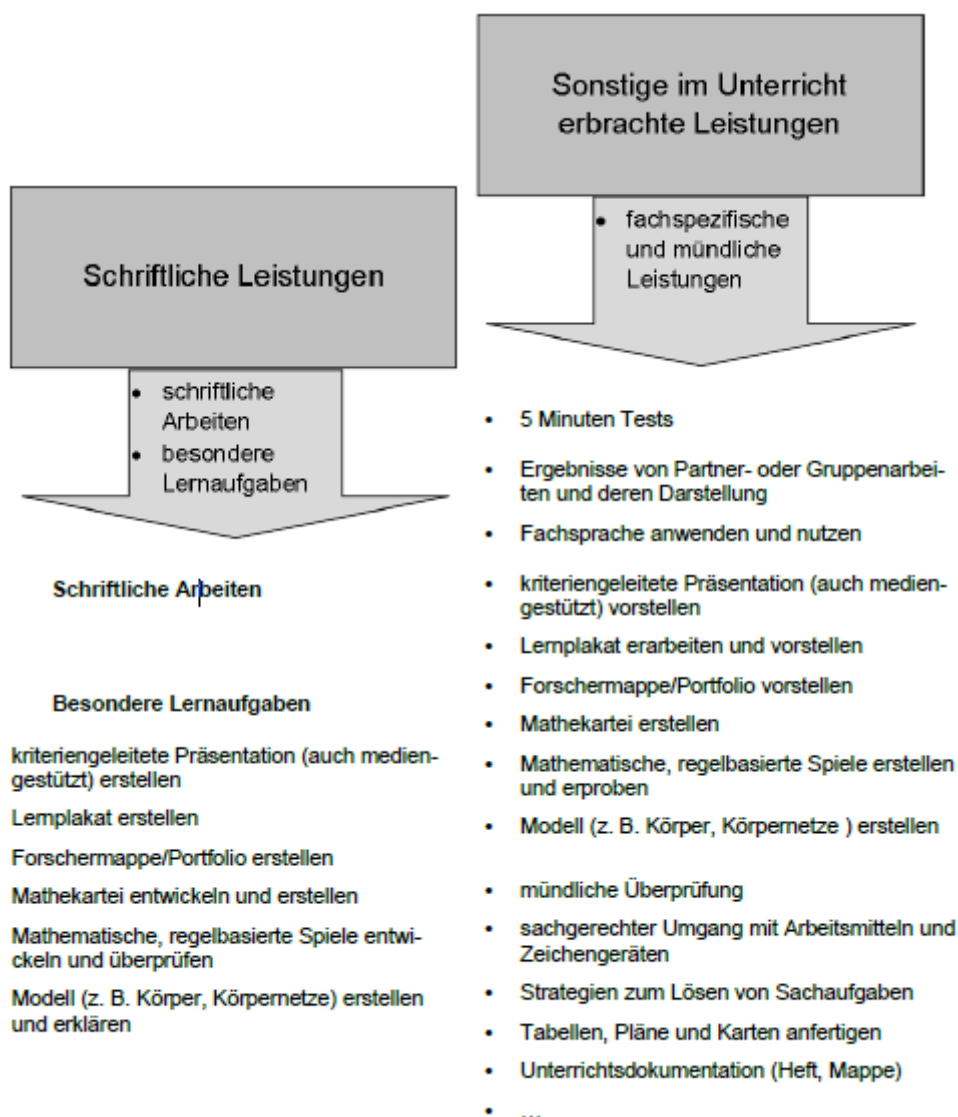 Schriftliche Leistungen
• schriftliche
Arbeiten
• besondere
Lernaufgaben
Schriftliche Arbeiten
Besondere Lernaufgaben
kriteriengeleitete Präsentation (auch medien-
gestützt) erstellen
Lernplakat erstellen
Forschermappe/Portfolio erstellen
Mathekartei entwickeln und erstellen
Mathematische, regelbasierte Spiele entwi-
ckeln und überprüfen
Modell (z. B. Körper, Körpernetze) erstellen
und erklären
Sonstige im Unterricht
erbrachte Leistungen
• fachspezifische
und mündliche
Leistungen
• 5 Minuten Tests
• Ergebnisse von Partner- oder Gruppenarbei-
ten und deren Darstellung
• Fachsprache anwenden und nutzen
• kriteriengeleitete Präsentation (auch medien-
gestützt) vorstellen
• Lernplakat erarbeiten und vorstellen
• Forschermappe/Portfolio vorstellen
• Mathekartei erstellen
• Mathematische, regelbasierte Spiele erstellen
und erproben
• Modell (z. B. Körper, Körpernetze ) erstellen
• mündliche Überprüfung
• sachgerechter Umgang mit Arbeitsmitteln und
Zeichengeräten
• Strategien zum Lösen von Sachaufgaben
• Tabellen, Pläne und Karten anfertigen
• Unterrichtsdokumentation (Heft, Mappe)
• ...